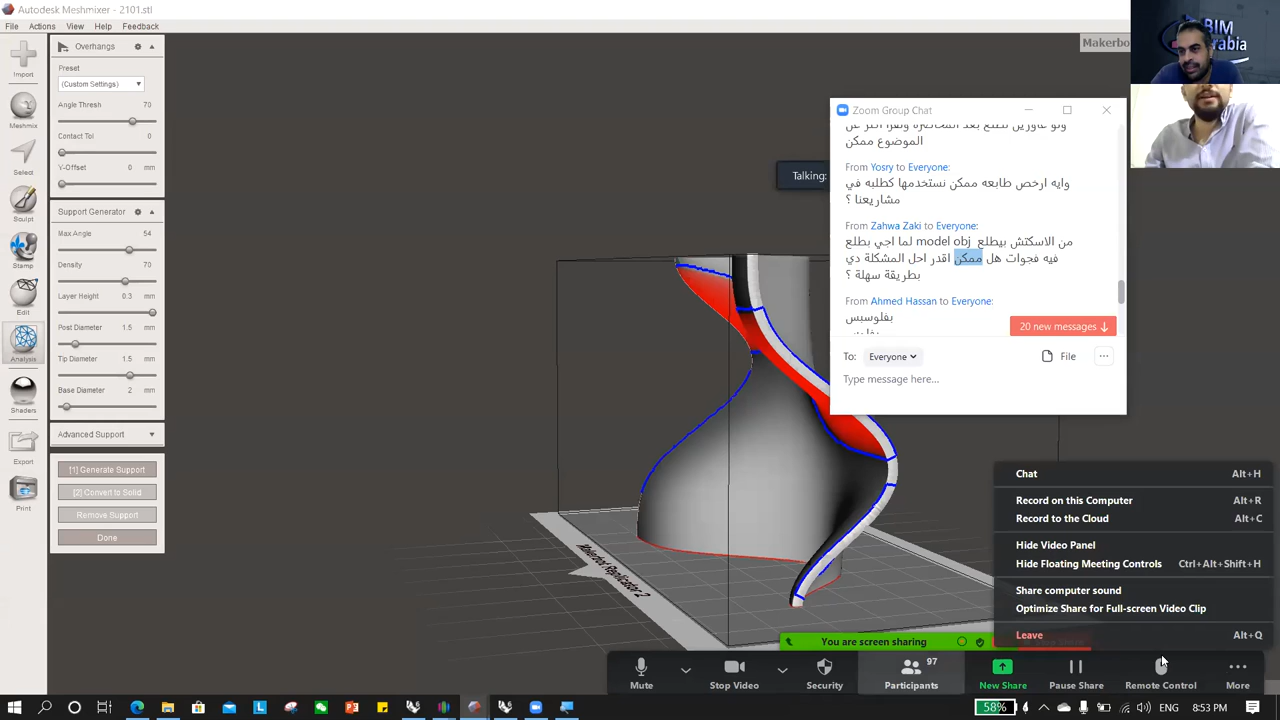 Autodesk Meshmixer - 2101.stl
File Actions View Help Feedback
Import
Meshmix
Select
Sculpt
Stamp
Edit
Analysis
Shaders
Export
Print
Overhangs
Preset
(Custom Settings)
Angle Thresh 70
Contact Tol 0
Y-Offset 0 mm
Support Generator
Max Angle 54
Density 70
Layer Height 0.3 mm
Post Diameter 1.5 mm
Tip Diameter 1.5 mm
Base Diameter 2 mm
Advanced Support
[1] Generate Support
[2] Convert to Solid
Remove Support
Done
Makerbot Replicator 2
Talking:
BIM
Zoom Group Chat
الموضوع ممكن
From Yosry to Everyone:
وايه ارخص طابعه ممكن نستخدمها كطلبه في
مشاريعنا ؟
From Zahwa Zaki to Everyone:
من الاسكتش بيطلع model obj لما اجي بطلع
فيه فجوات هل ممكن اقدر احل المشكلة دي
بطريقة سهلة ؟
From Ahmed Hassan to Everyone:
بفلوسبس
20 new messages
To: Everyone
File
Type message here...
Chat Alt+H
Record on this Computer Alt+R
Record to the Cloud Alt+C
Hide Video Panel
Hide Floating Meeting Controls Ctrl+Alt+Shift+H
Share computer sound
Optimize Share for Full-screen Video Clip
Leave Alt+Q
You are screen sharing
Mute
Stop Video
Security
Participants 97
New Share
Pause Share
Remote Control
More
58%
ENG 8:53 PM